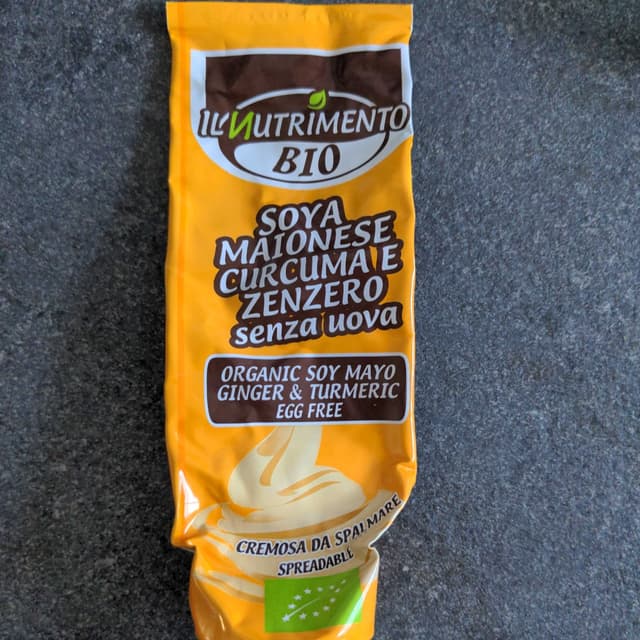 IL NUTRIMENTO
BIO
SOYA
MAIONESE
CURCUMA E
ZENZERO
senza uova
ORGANIC SOY MAYO
GINGER & TURMERIC
EGG FREE
CREMOSA DA SPALMARE
SPREADABLE